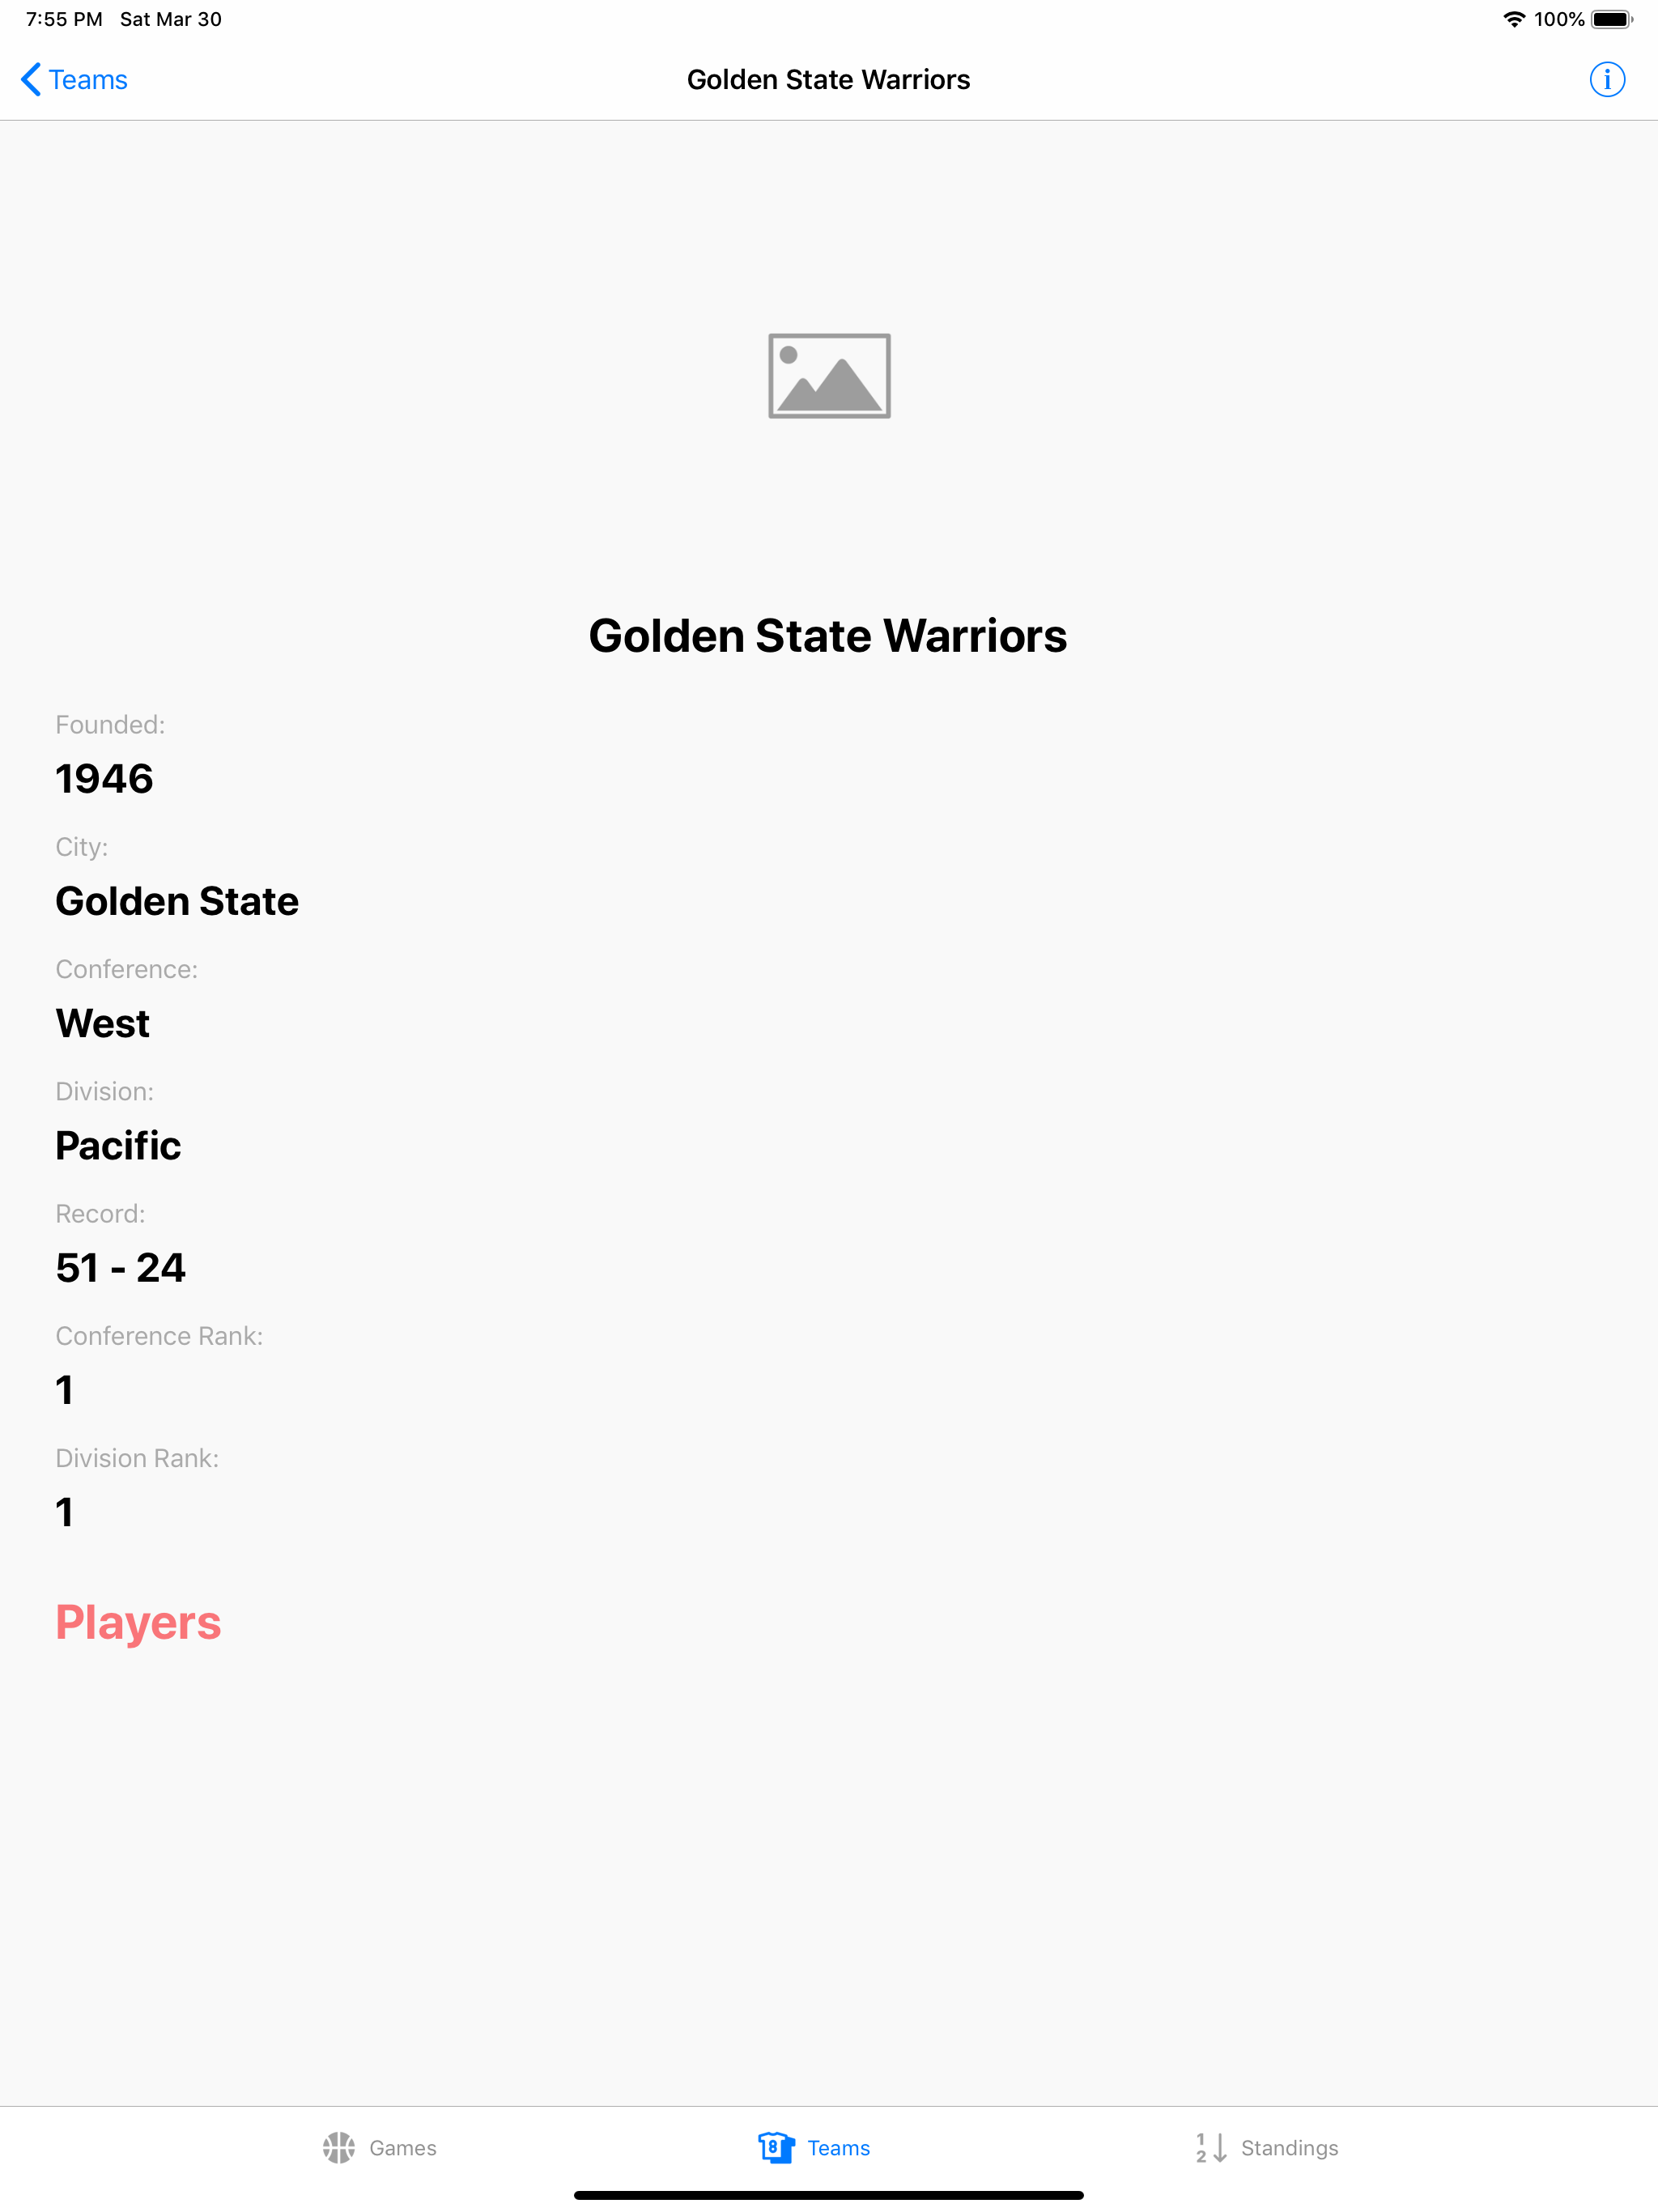 7:55 PM Sat Mar 30 100%
Teams Golden State Warriors i
Golden State Warriors
Founded:
1946
City:
Golden State
Conference:
West
Division:
Pacific
Record:
51 - 24
Conference Rank:
1
Division Rank:
1
Players
Games 8 Teams 1 2 Standings